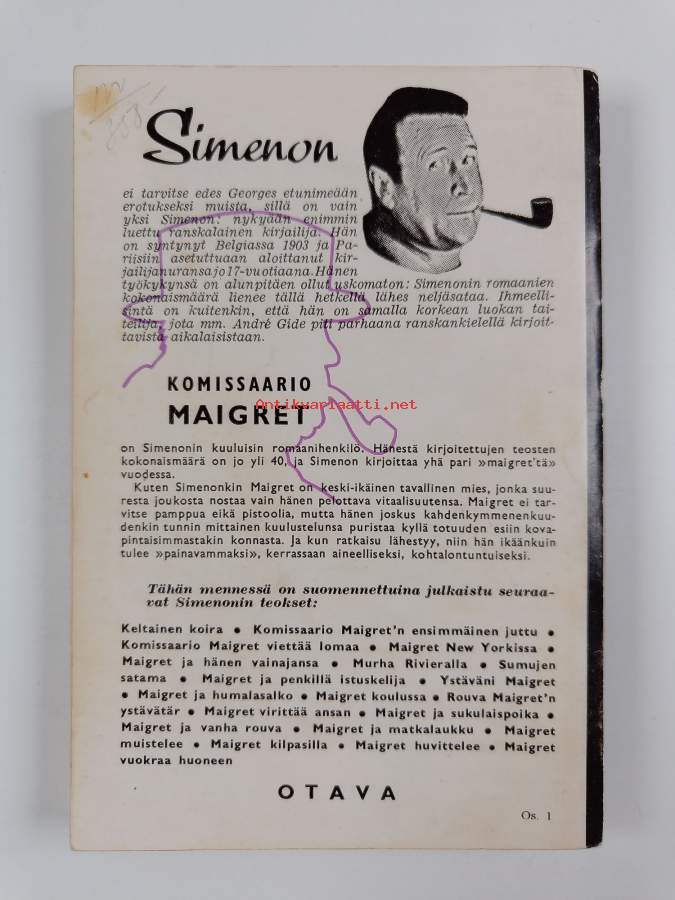 Simenon
ei tarvitse edes Georges etunimeään
erotukseksi muista, sillä on vain
yksi Simenon: nykyään enimmin
luettu ranskalainen kirjailija. Hän
on syntynyt Belgiassa 1903 ja Pa-
riisiin asetuttuaan aloittanut kir-
jailijanuransa jo 17-vuotiaana. Hänen
työkykynsä on alunpitäen ollut uskomaton: Simenonin romaanien
kokonaismäärä lienee tällä hetkellä lähes neljäsataa. Ihmeelli-
sintä on kuitenkin, että hän on samalla korkean luokan tai-
teilija, jota mm. André Gide piti parhaana ranskankielellä kirjoit-
tavista aikalaisistaan.
KOMISSAARIO
MAIGRET
Antikvariaatti.net
on Simenonin kuuluisin romaanihenkilö. Hänestä kirjoitettujen teosten
kokonaismäärä on jo yli 40, ja Simenon kirjoittaa yhä pari »maigret'tä»
vuodessa.
Kuten Simenonkin Maigret on keski-ikäinen tavallinen mies, jonka suu-
resta joukosta nostaa vain hänen pelottava vitaalisuutensa. Maigret ei tar-
vitse pamppua eikä pistoolia, mutta hänen joskus kahdenkymmenenkuu-
denkin tunnin mittainen kuulustelunsa puristaa kyllä totuuden esiin kova-
pintaisimmastakin konnasta. Ja kun ratkaisu lähestyy, niin hän ikäänkuin
tulee »painavammaksi», kerrassaan aineelliseksi, kohtalontuntuiseksi.
Tähän mennessä on suomennettuina julkaistu seuraa-
vat Simenonin teokset:
Keltainen koira • Komissaario Maigret'n ensimmäinen juttu •
Komissaario Maigret viettää lomaa • Maigret New Yorkissa •
Maigret ja hänen vainajansa • Murha Rivieralla • Sumujen
satama • Maigret ja penkillä istuskelija • Ystäväni Maigret
• Maigret ja humalasalko • Maigret koulussa • Rouva Maigret'n
ystävätär • Maigret virittää ansan • Maigret ja sukulaispoika •
Maigret ja vanha rouva • Maigret ja matkalaukku • Maigret
muistelee • Maigret kilpasilla • Maigret huvittelee • Maigret
vuokraa huoneen
OTAVA
Os. 1